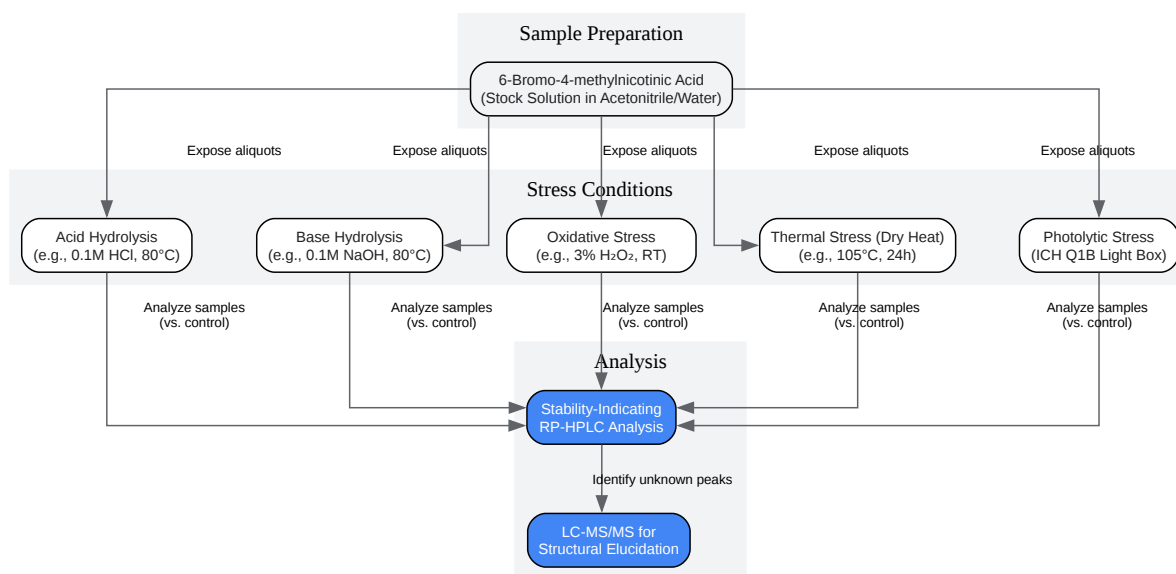 Sample Preparation
6-Bromo-4-methylnicotinic Acid
(Stock Solution in Acetonitrile/Water)
Expose aliquots
Expose aliquots
Expose aliquots
Expose aliquots
Expose aliquots
Stress Conditions
Acid Hydrolysis
(e.g., 0.1M HCl, 80°C)
Base Hydrolysis
(e.g., 0.1M NaOH, 80°C)
Oxidative Stress
(e.g., 3% H₂O₂, RT)
Thermal Stress (Dry Heat)
(e.g., 105°C, 24h)
Photolytic Stress
(ICH Q1B Light Box)
Analyze samples
(vs. control)
Analyze samples
(vs. control)
Analyze samples
(vs. control)
Analyze samples
(vs. control)
Analyze samples
(vs. control)
Analysis
Stability-Indicating
RP-HPLC Analysis
Identify unknown peaks
LC-MS/MS for
Structural Elucidation